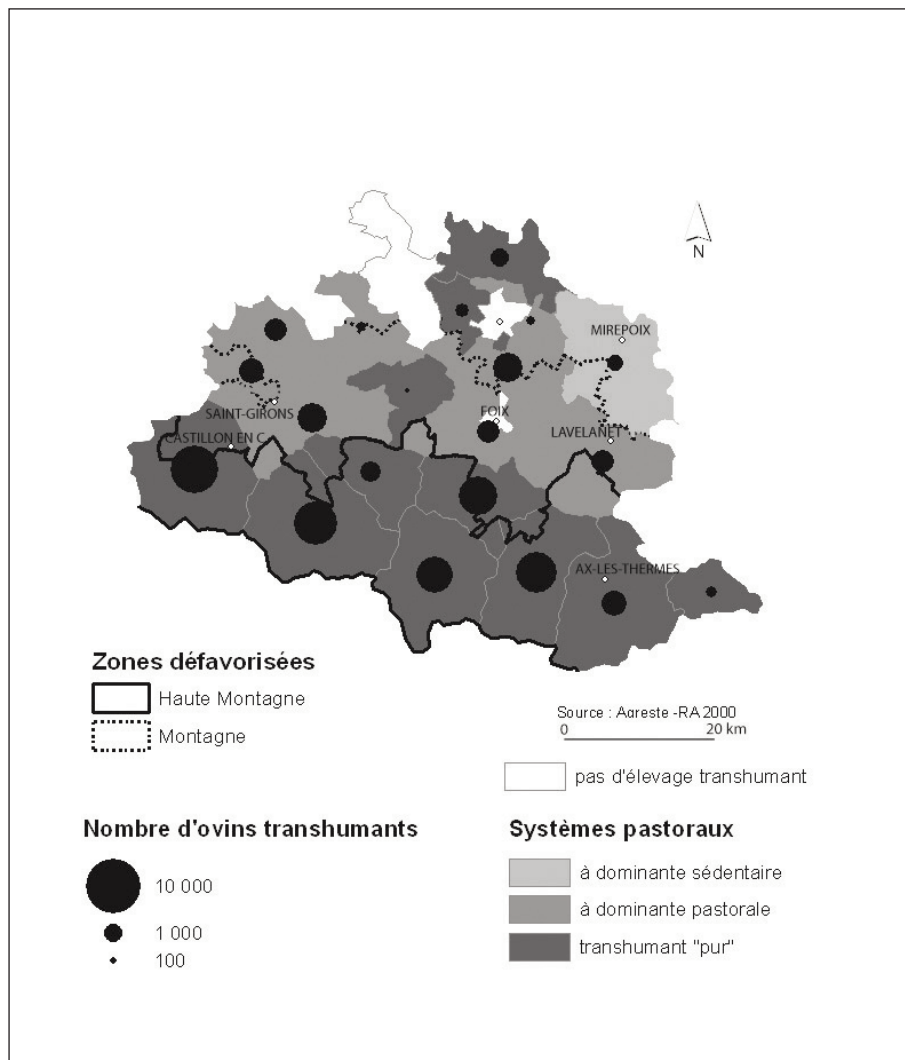 N
MIREPOIX
SAINT-GIRONS
FOIX
CASTILLON EN C.
LAVELANET
AX-LES-THERMES
Zones défavorisées
Haute Montagne
Montagne
Source : Agreste -RA 2000
0 20 km
pas d'élevage transhumant
Nombre d'ovins transhumants
10 000
1 000
100
Systèmes pastoraux
à dominante sédentaire
à dominante pastorale
transhumant "pur"